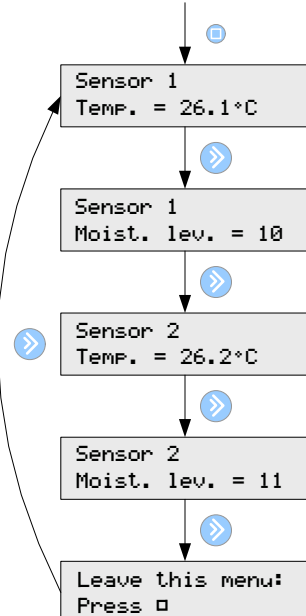 Sensor 1
Temp. = 26.1°C
Sensor 1
Moist. lev. = 10
Sensor 2
Temp. = 26.2°C
Sensor 2
Moist. lev. = 11
Leave this menu:
Press □